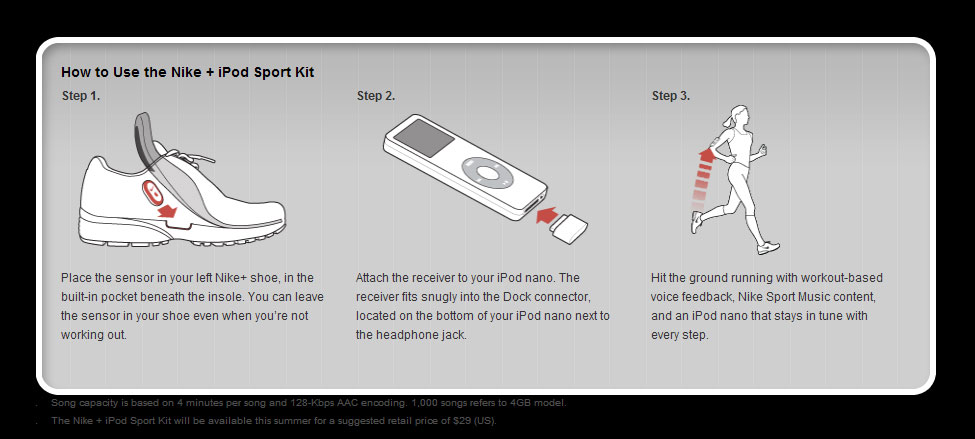 How to Use the Nike + iPod Sport Kit
Step 1.
Place the sensor in your left Nike+ shoe, in the
built-in pocket beneath the insole. You can leave
the sensor in your shoe even when you’re not
working out.
Step 2.
Attach the receiver to your iPod nano. The
receiver fits snugly into the Dock connector,
located on the bottom of your iPod nano next to
the headphone jack.
Step 3.
Hit the ground running with workout-based
voice feedback, Nike Sport Music content,
and an iPod nano that stays in tune with
every step.
. Song capacity is based on 4 minutes per song and 128-Kbps AAC encoding. 1,000 songs refers to 4GB model.
. The Nike + iPod Sport Kit will be available this summer for a suggested retail price of $29 (US).